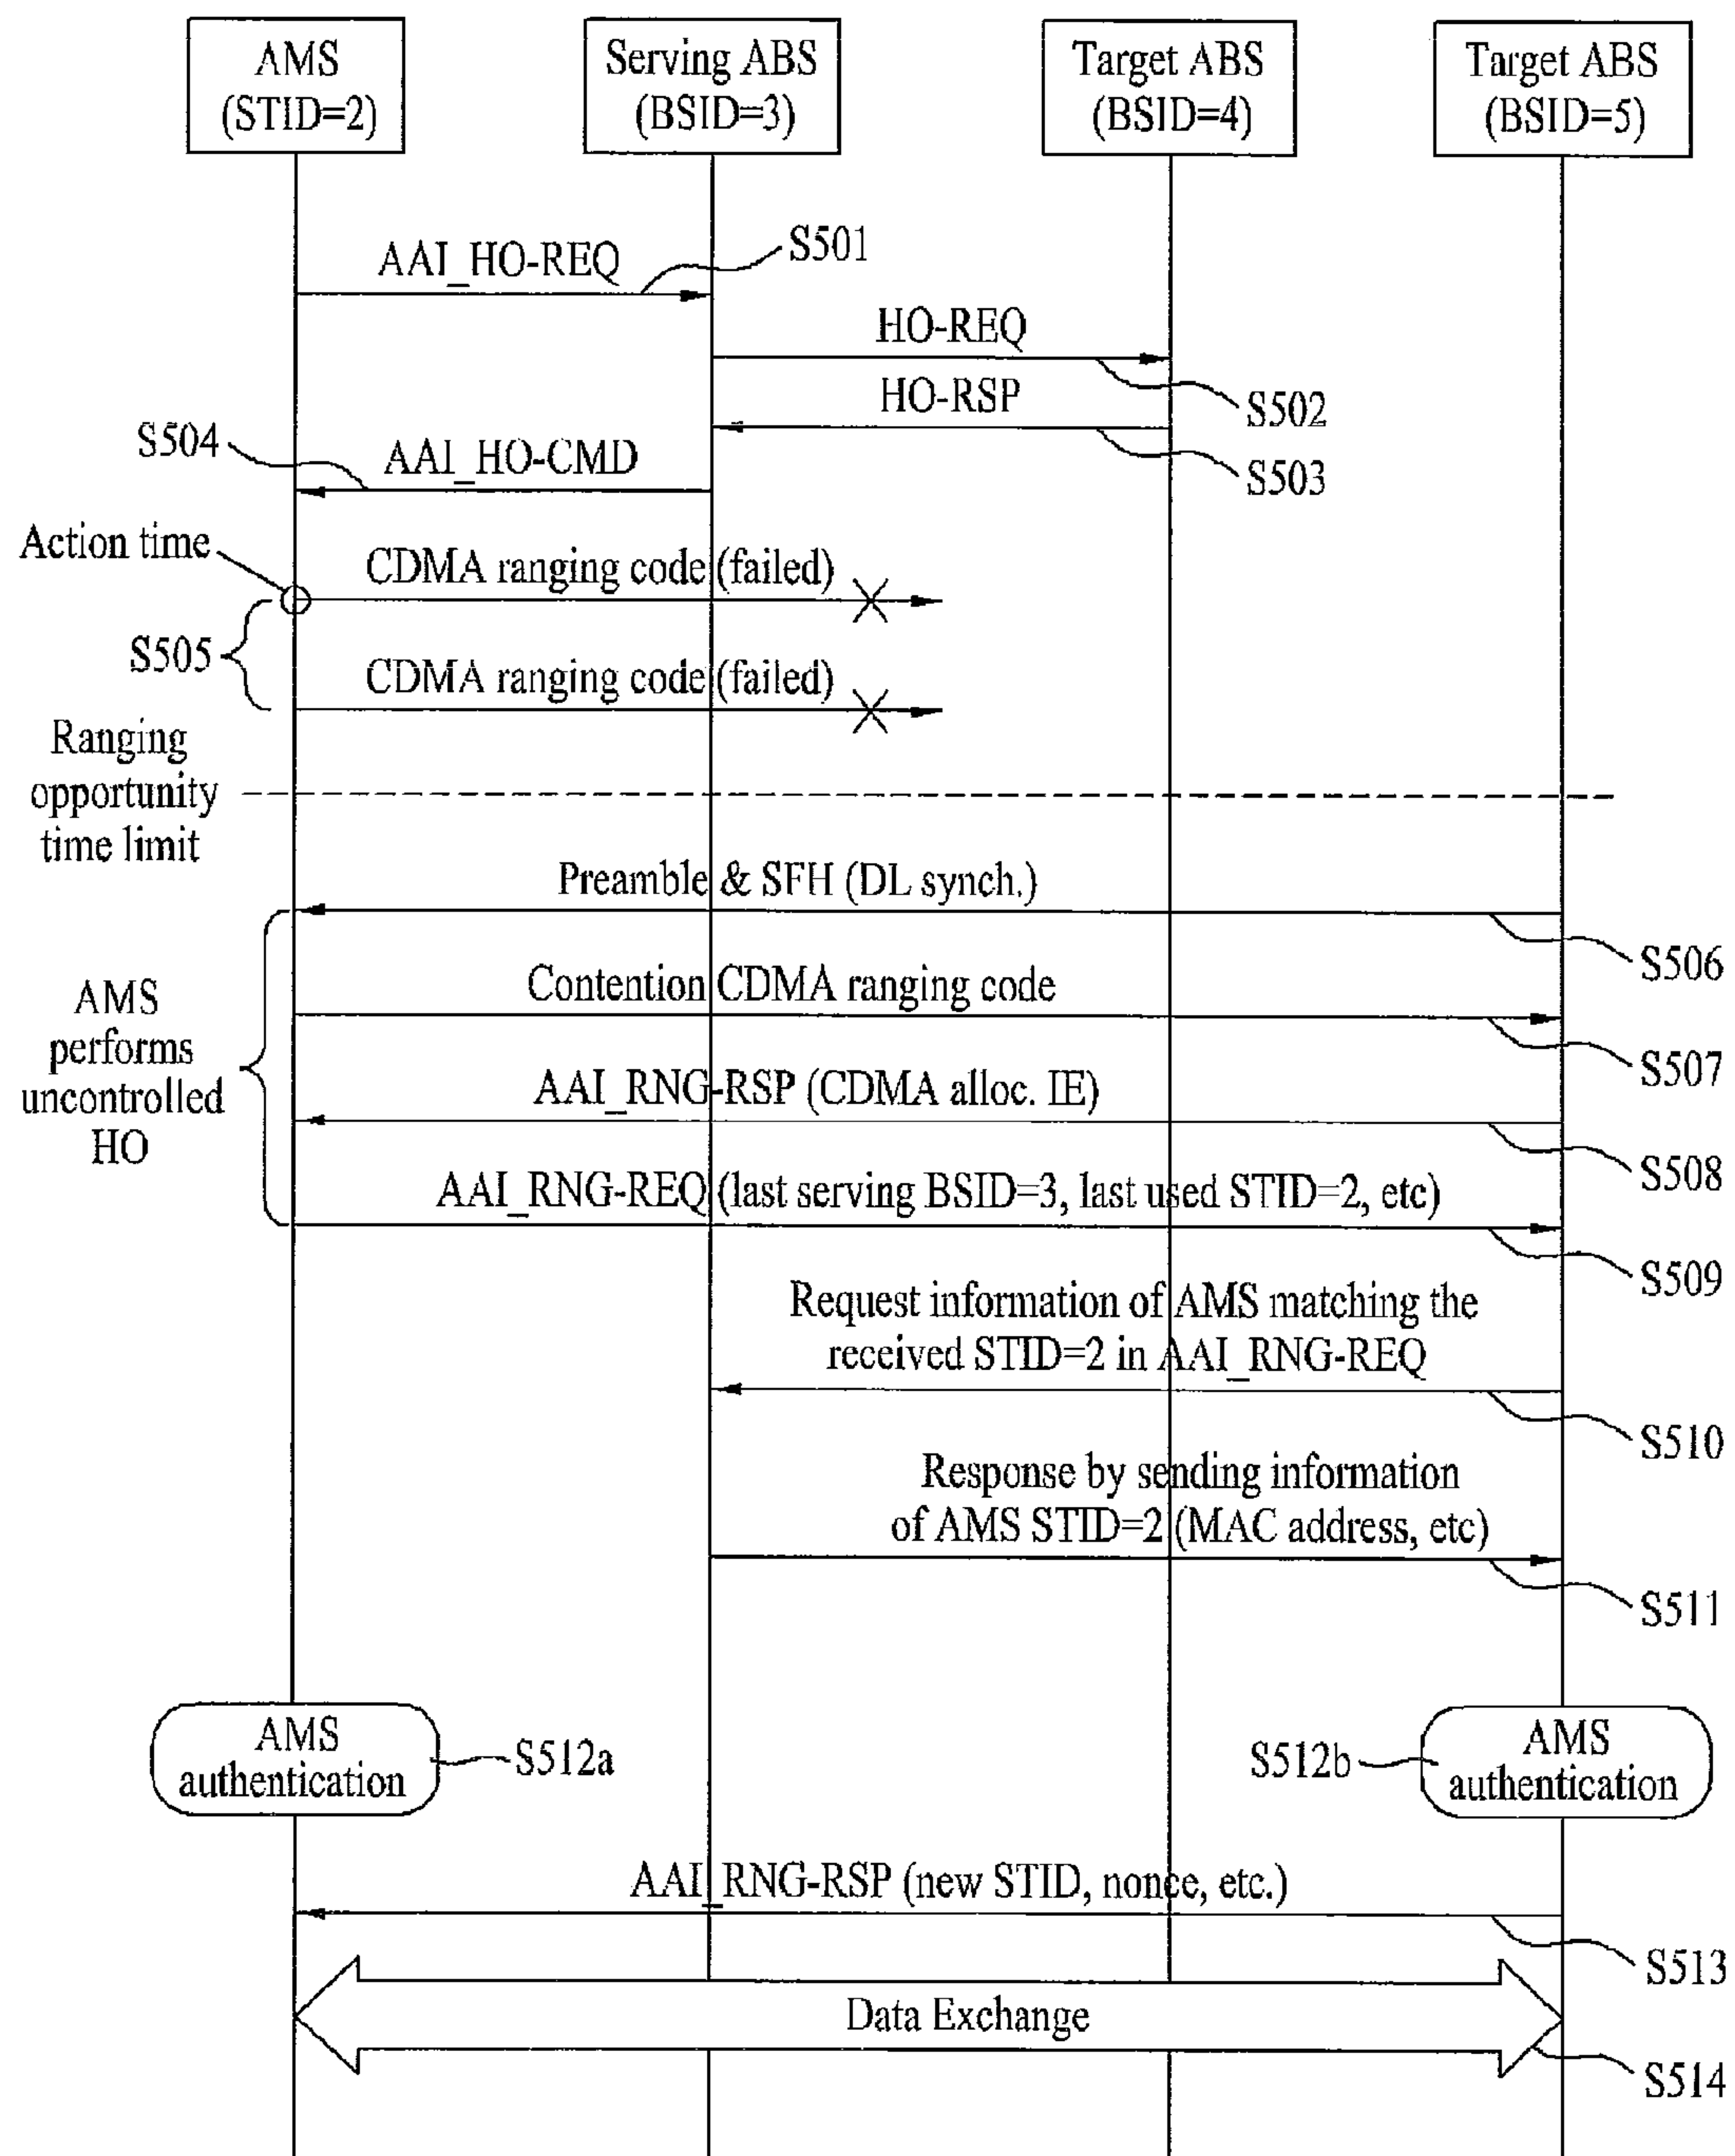 AMS
(STID=2)
Serving ABS
(BSID=3)
Target ABS
(BSID=4)
Target ABS
(BSID=5)
AAI_HO-REQ
S501
HO-REQ
S502
HO-RSP
S503
S504
AAI_HO-CMD
Action time
CDMA ranging code (failed)
S505
CDMA ranging code (failed)
Ranging
opportunity
time limit
Preamble & SFH (DL synch.)
S506
AMS
performs
uncontrolled
HO
Contention CDMA ranging code
S507
AAI_RNG-RSP (CDMA alloc. IE)
S508
AAI_RNG-REQ (last serving BSID=3, last used STID=2, etc)
S509
Request information of AMS matching the
received STID=2 in AAI_RNG-REQ
S510
Response by sending information
of AMS STID=2 (MAC address, etc)
S511
AMS
authentication
S512a
S512b
AMS
authentication
AAI_RNG-RSP (new STID, nonce, etc.)
S513
Data Exchange
S514